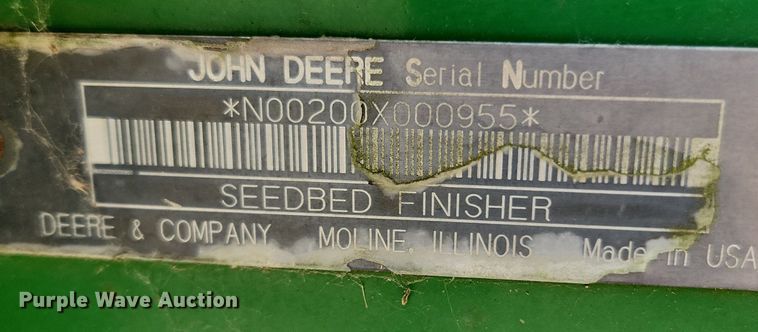 JOHN DEERE Serial Number
*N00200X000955*
SEEDBED FINISHER
DEERE & COMPANY MOLINE, ILLINOIS Made in USA
Purple Wave Auction